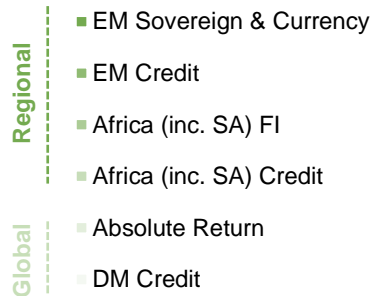 Regional
EM Sovereign & Currency
EM Credit
Africa (inc. SA) FI
Africa (inc. SA) Credit
Global
Absolute Return
DM Credit